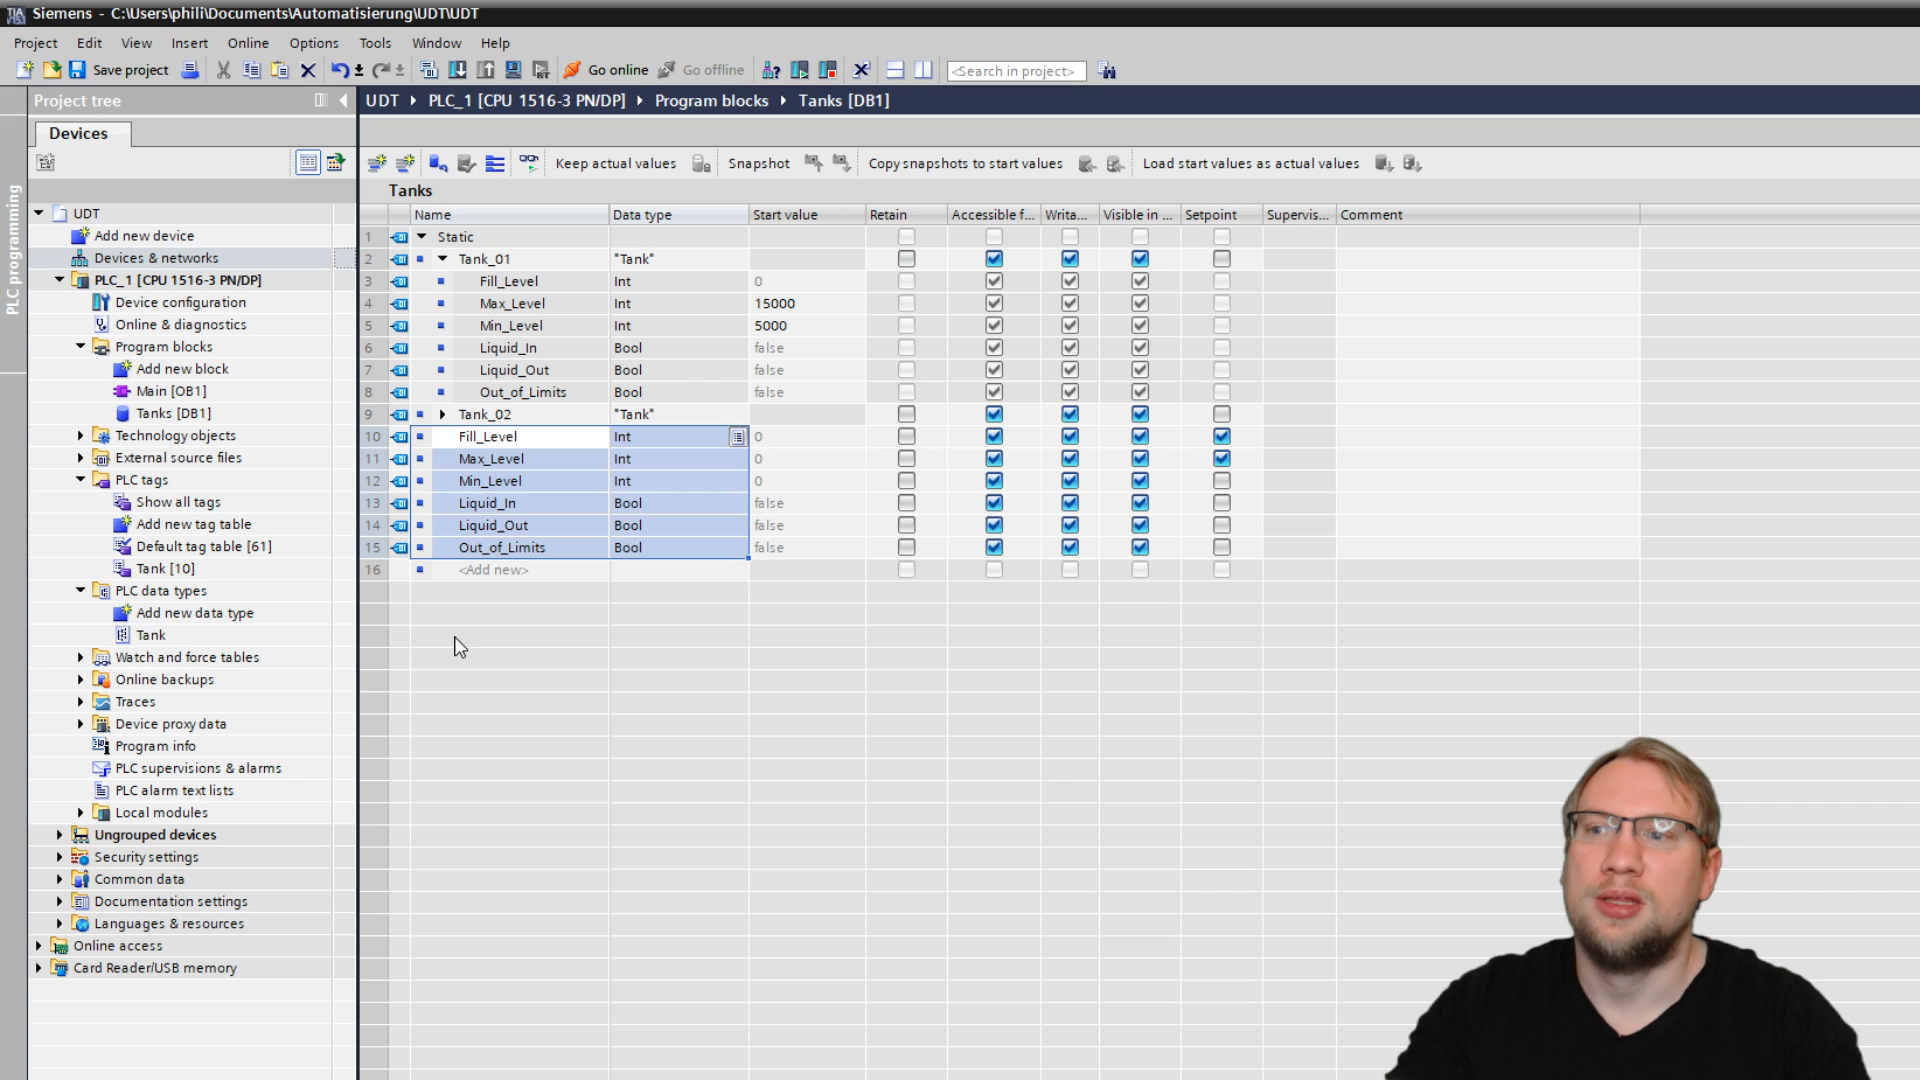 Siemens - C:\Users\phili\Documents\Automatisierung\UDT\UDT
Project Edit View Insert Online Options Tools Window Help
Save project Go online Go offline <Search in project>
Project tree
UDT PLC_1 [CPU 1516-3 PN/DP] Program blocks Tanks [DB1]
Devices
Keep actual values Snapshot Copy snapshots to start values Load start values as actual values
PLC programming
Tanks
Name Data type Start value Retain Accessible f... Writa... Visible in ... Setpoint Supervis... Comment
1 Static
2 Tank_01 "Tank"
3 Fill_Level Int 0
4 Max_Level Int 15000
5 Min_Level Int 5000
6 Liquid_In Bool false
7 Liquid_Out Bool false
8 Out_of_Limits Bool false
9 Tank_02 "Tank"
10 Fill_Level Int 0
11 Max_Level Int 0
12 Min_Level Int 0
13 Liquid_In Bool false
14 Liquid_Out Bool false
15 Out_of_Limits Bool false
16 <Add new>
UDT
Add new device
Devices & networks
PLC_1 [CPU 1516-3 PN/DP]
Device configuration
Online & diagnostics
Program blocks
Add new block
Main [OB1]
Tanks [DB1]
Technology objects
External source files
PLC tags
Show all tags
Add new tag table
Default tag table [61]
Tank [10]
PLC data types
Add new data type
Tank
Watch and force tables
Online backups
Traces
Device proxy data
Program info
PLC supervisions & alarms
PLC alarm text lists
Local modules
Ungrouped devices
Security settings
Common data
Documentation settings
Languages & resources
Online access
Card Reader/USB memory